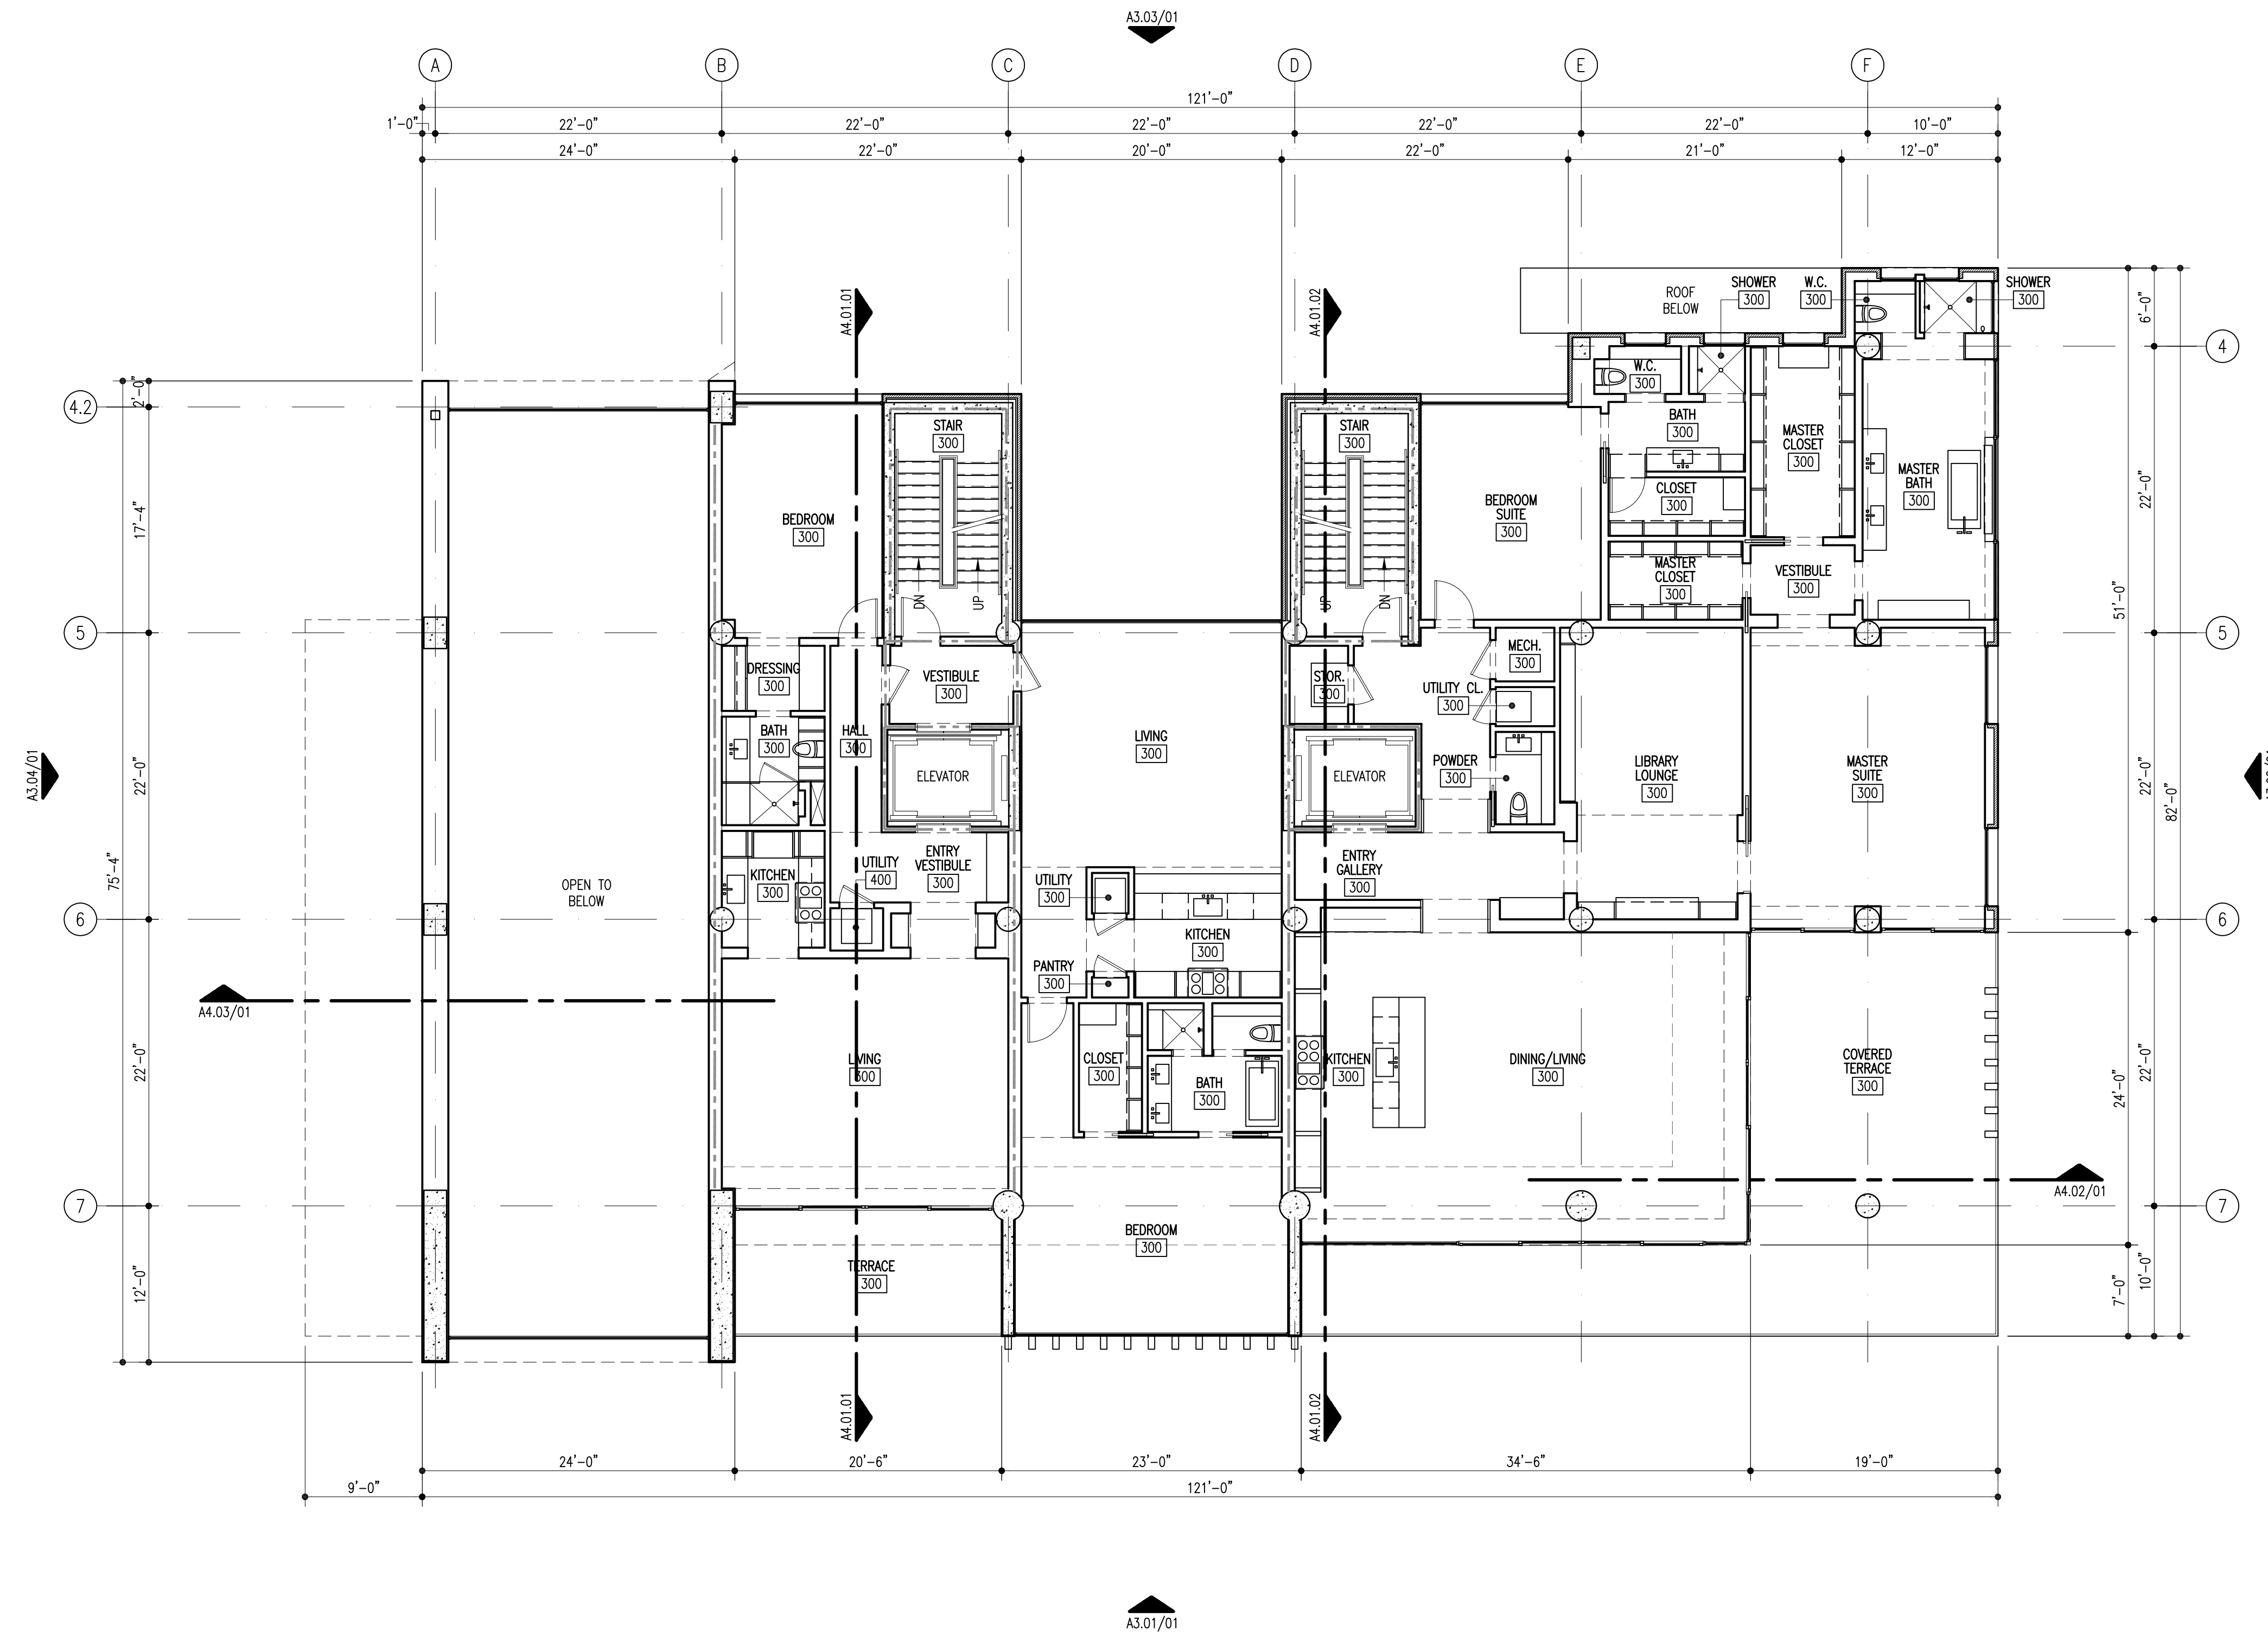 A3.03/01
A
B
C
D
E
F
121'-0"
1'-0"
22'-0"
22'-0"
22'-0"
22'-0"
22'-0"
10'-0"
24'-0"
22'-0"
20'-0"
22'-0"
21'-0"
12'-0"
A4.01.01
A4.01.02
ROOF
BELOW
SHOWER
300
W.C.
300
SHOWER
300
6'-0"
4
4.2
2'-0"
W.C.
300
STAIR
300
STAIR
300
BATH
300
MASTER
CLOSET
300
MASTER
BATH
300
22'-0"
17'-4"
BEDROOM
300
BEDROOM
SUITE
300
CLOSET
300
MASTER
CLOSET
300
VESTIBULE
300
DN
UP
UP
DN
51'-0"
5
5
DRESSING
300
VESTIBULE
300
STOR.
300
MECH.
300
UTILITY CL.
300
BATH
300
HALL
300
LIVING
300
ELEVATOR
ELEVATOR
POWDER
300
LIBRARY
LOUNGE
300
MASTER
SUITE
300
A3.04/01
22'-0"
22'-0"
82'-0"
75'-4"
OPEN TO
BELOW
KITCHEN
300
UTILITY
400
ENTRY
VESTIBULE
300
UTILITY
300
ENTRY
GALLERY
300
6
6
KITCHEN
300
PANTRY
300
A4.03/01
22'-0"
LIVING
300
CLOSET
300
BATH
300
KITCHEN
300
DINING/LIVING
300
COVERED
TERRACE
300
22'-0"
24'-0"
A4.02/01
7
7
BEDROOM
300
TERRACE
300
12'-0"
7'-0"
10'-0"
A4.01.01
A4.01.02
24'-0"
20'-6"
23'-0"
34'-6"
19'-0"
9'-0"
121'-0"
A3.01/01